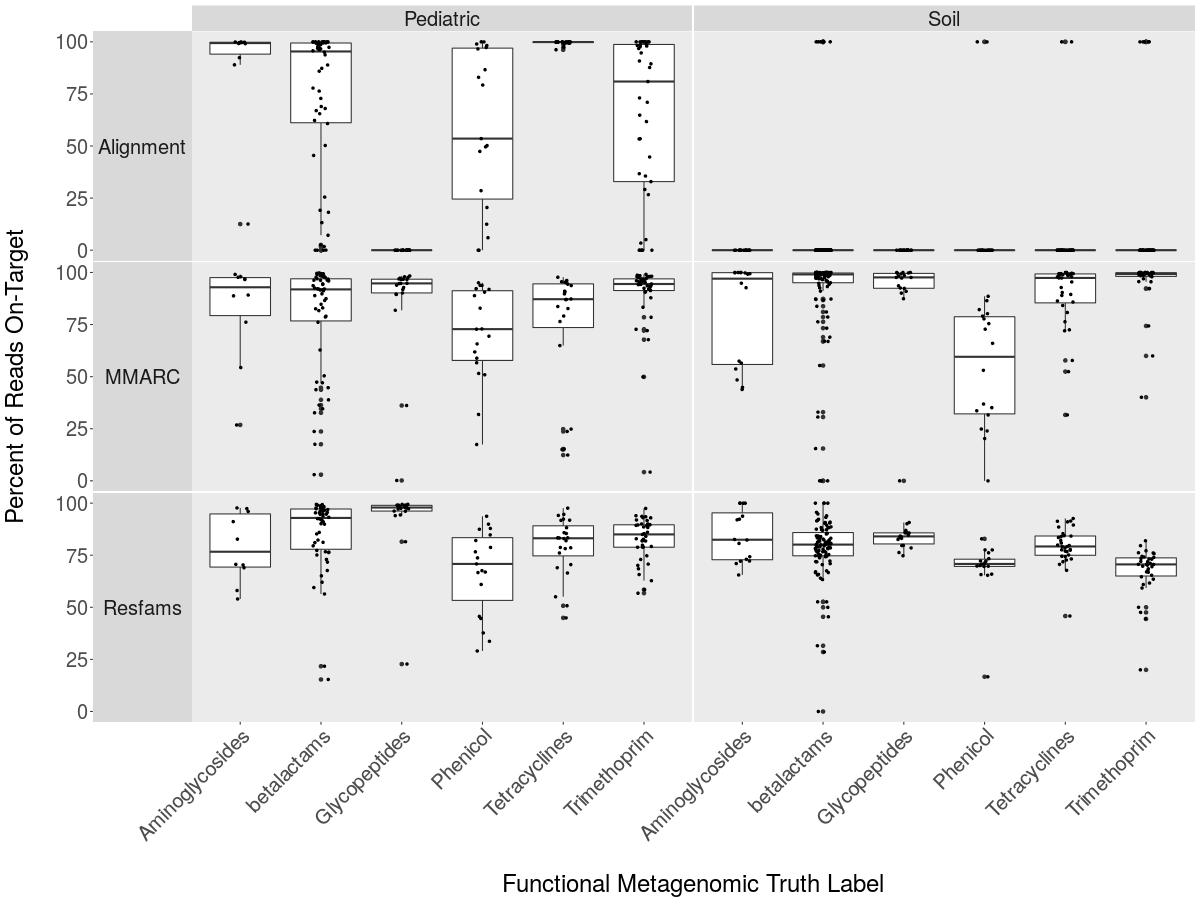 Pediatric Soil
Percent of Reads On-Target
Alignment
100
75
50
25
0
MMARC
100
75
50
25
0
Resfams
100
75
50
25
0
Aminoglycosides betalactams Glycopeptides Phenicol Tetracyclines Trimethoprim Aminoglycosides betalactams Glycopeptides Phenicol Tetracyclines Trimethoprim
Functional Metagenomic Truth Label